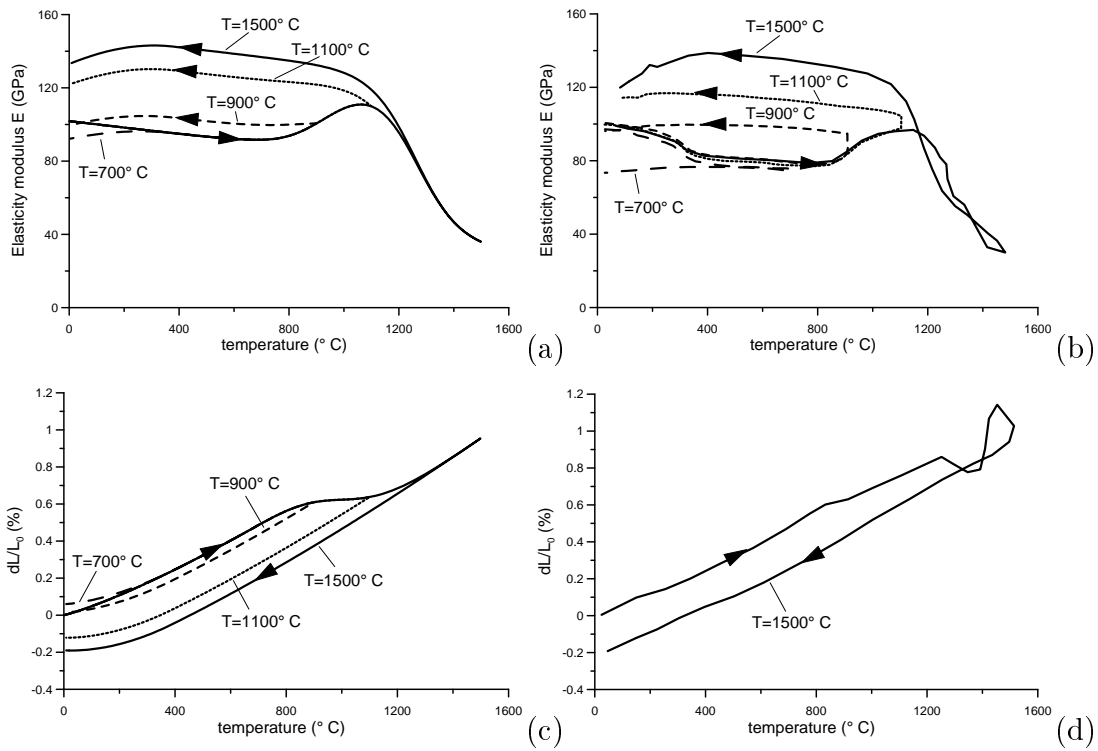 Elasticity modulus E (GPa)
160
120
80
40
0
T=1500° C
T=1100° C
T=900° C
T=700° C
0
400
800
1200
1600
temperature (° C)
(a)
Elasticity modulus E (GPa)
160
120
80
40
0
T=1500° C
T=1100° C
T=900° C
T=700° C
0
400
800
1200
1600
temperature (° C)
(b)
dL/L0 (%)
1.2
1
0.8
0.6
0.4
0.2
0
-0.2
-0.4
T=900° C
T=700° C
T=1500° C
T=1100° C
0
400
800
1200
1600
temperature (° C)
(c)
dL/L0 (%)
1.2
1
0.8
0.6
0.4
0.2
0
-0.2
-0.4
T=1500° C
0
400
800
1200
1600
temperature (° C)
(d)